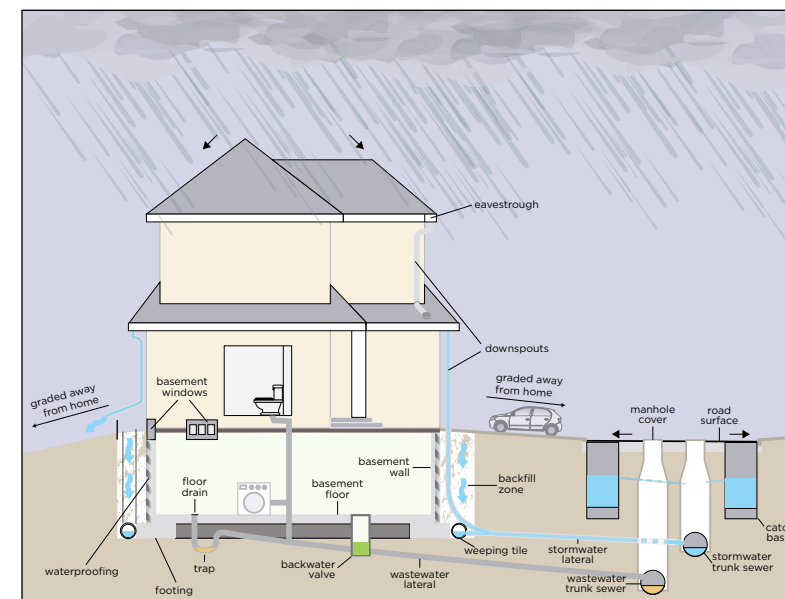 eavestrough
downspouts
graded away
from home
basement
windows
graded away
from home
manhole
cover
road
surface
basement
wall
backfill
zone
floor
drain
basement
floor
waterproofing
footing
trap
backwater
valve
wastewater
lateral
weeping tile
stormwater
lateral
wastewater
trunk sewer
stormwater
trunk sewer
catc
bas